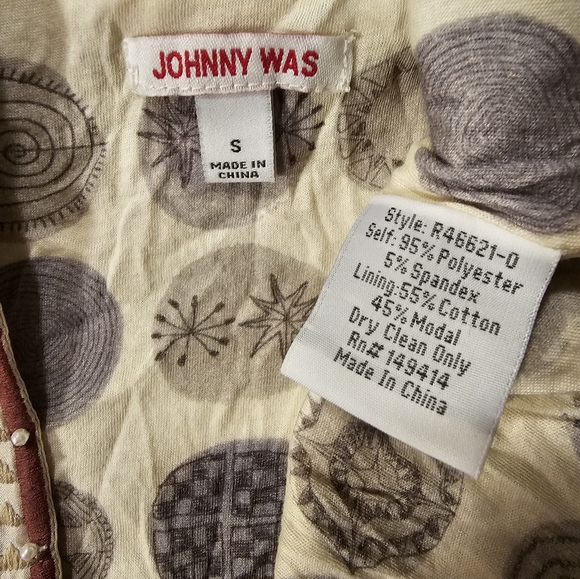 JOHNNY WAS
S
MADE IN
CHINA
Style: R46621-O
Self: 95% Polyester
5% Spandex
Lining: 55% Cotton
45% Modal
Dry Clean Only
Rn# 149414
Made In China